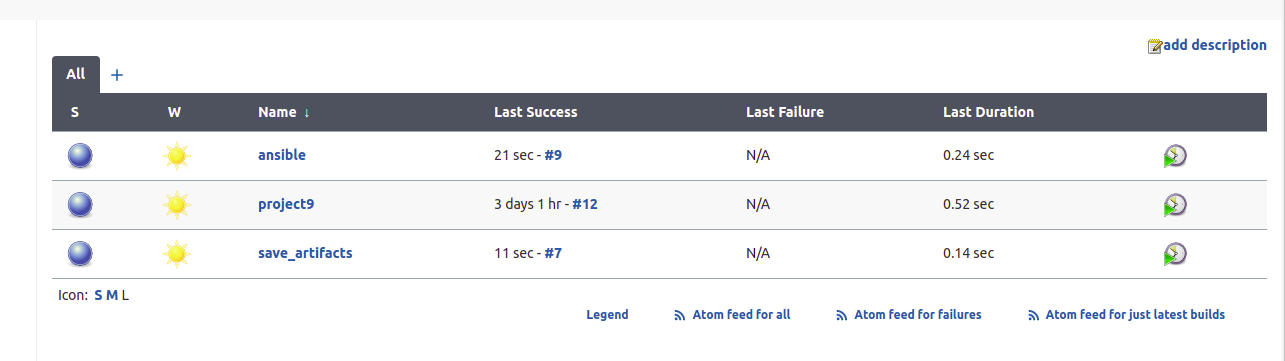 add description
All +
S W Name ↓ Last Success Last Failure Last Duration
ansible 21 sec - #9 N/A 0.24 sec
project9 3 days 1 hr - #12 N/A 0.52 sec
save_artifacts 11 sec - #7 N/A 0.14 sec
Icon: S M L
Legend Atom feed for all Atom feed for failures Atom feed for just latest builds